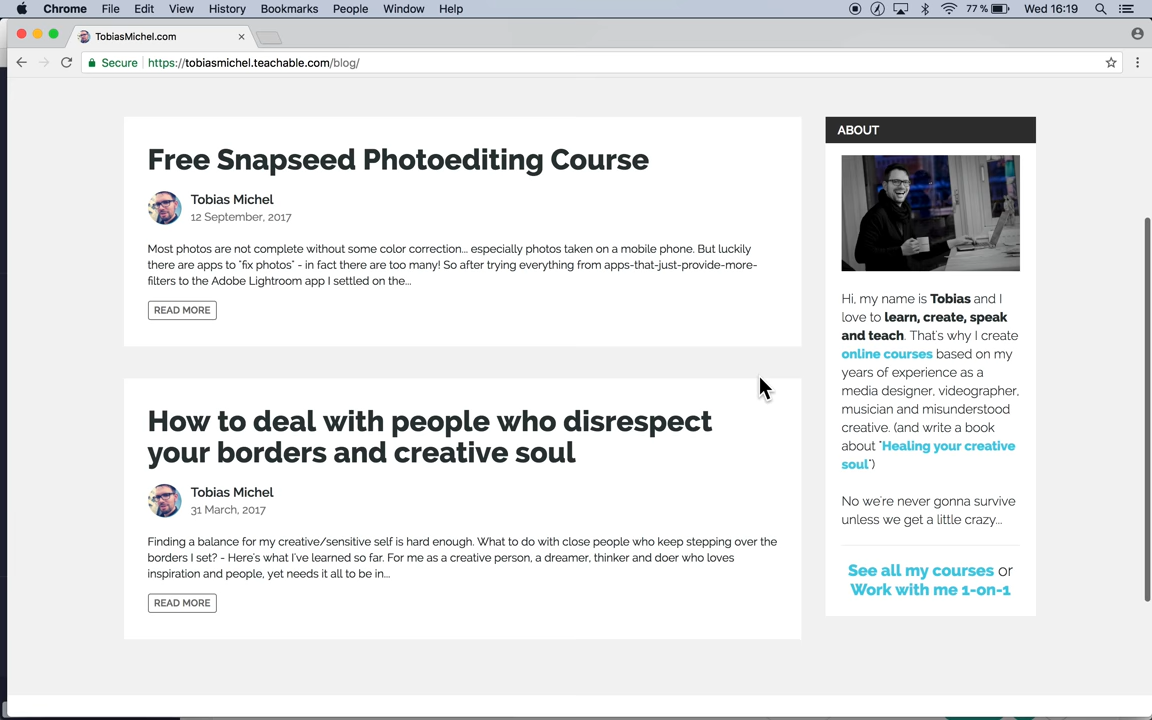 Chrome File Edit View History Bookmarks People Window Help 77 % Wed 16:19
TobiasMichel.com
Secure https://tobiasmichel.teachable.com/blog/
Free Snapseed Photoediting Course
Tobias Michel
12 September, 2017
Most photos are not complete without some color correction... especially photos taken on a mobile phone. But luckily
there are apps to "fix photos" - in fact there are too many! So after trying everything from apps-that-just-provide-more-
filters to the Adobe Lightroom app I settled on the...
READ MORE
How to deal with people who disrespect
your borders and creative soul
Tobias Michel
31 March, 2017
Finding a balance for my creative/sensitive self is hard enough. What to do with close people who keep stepping over the
borders I set? - Here's what I've learned so far. For me as a creative person, a dreamer, thinker and doer who loves
inspiration and people, yet needs it all to be in...
READ MORE
ABOUT
Hi, my name is Tobias and I
love to learn, create, speak
and teach. That's why I create
online courses based on my
years of experience as a
media designer, videographer,
musician and misunderstood
creative. (and write a book
about "Healing your creative
soul")
No we're never gonna survive
unless we get a little crazy...
See all my courses or
Work with me 1-on-1